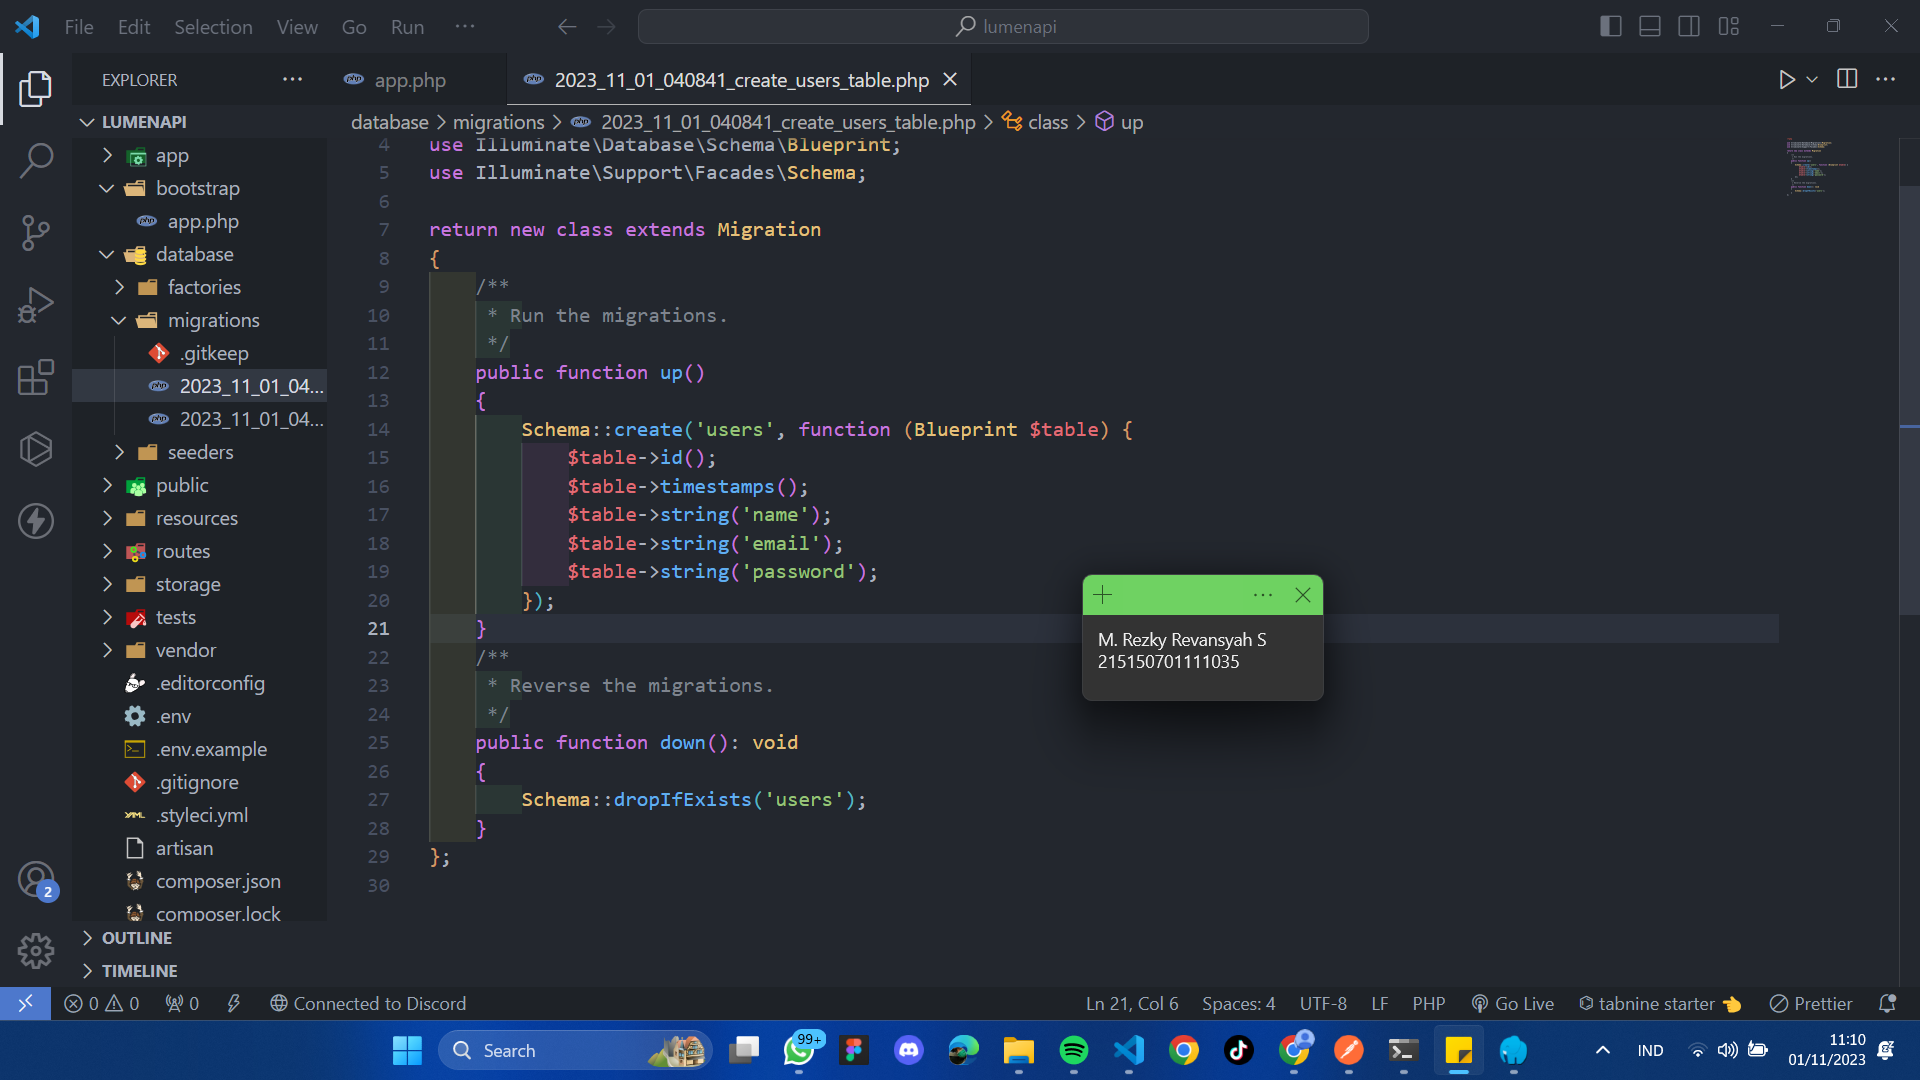 File Edit Selection View Go Run ··· lumenapi
EXPLORER ···
app.php
2023_11_01_040841_create_users_table.php
database > migrations > 2023_11_01_040841_create_users_table.php > class > up
LUMENAPI
app
bootstrap
app.php
database
factories
migrations
.gitkeep
2023_11_01_04...
2023_11_01_04...
seeders
public
resources
routes
storage
tests
vendor
.editorconfig
.env
.env.example
.gitignore
.styleci.yml
artisan
composer.json
composer.lock
OUTLINE
TIMELINE
4 use Illuminate\Database\Schema\Blueprint;
5 use Illuminate\Support\Facades\Schema;
6
7 return new class extends Migration
8 {
9 /**
10 * Run the migrations.
11 */
12 public function up()
13 {
14 Schema::create('users', function (Blueprint $table) {
15 $table->id();
16 $table->timestamps();
17 $table->string('name');
18 $table->string('email');
19 $table->string('password');
20 });
21 }
22 /**
23 * Reverse the migrations.
24 */
25 public function down(): void
26 {
27 Schema::dropIfExists('users');
28 }
29 };
30
M. Rezky Revansyah S
215150701111035
2
0 0 0 Connected to Discord Ln 21, Col 6 Spaces: 4 UTF-8 LF PHP Go Live tabnine starter Prettier
Search 99+ IND 11:10
01/11/2023